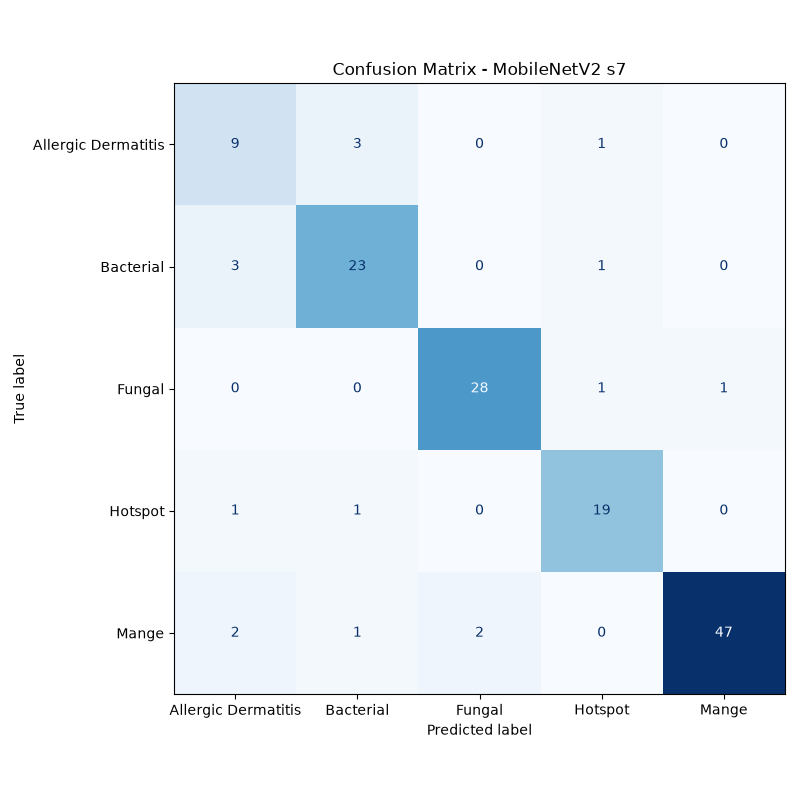 Confusion Matrix - MobileNetV2 s7
Allergic Dermatitis 9 3 0 1 0
Bacterial 3 23 0 1 0
Fungal 0 0 28 1 1
Hotspot 1 1 0 19 0
Mange 2 1 2 0 47
True label
Allergic Dermatitis Bacterial Fungal Hotspot Mange
Predicted label